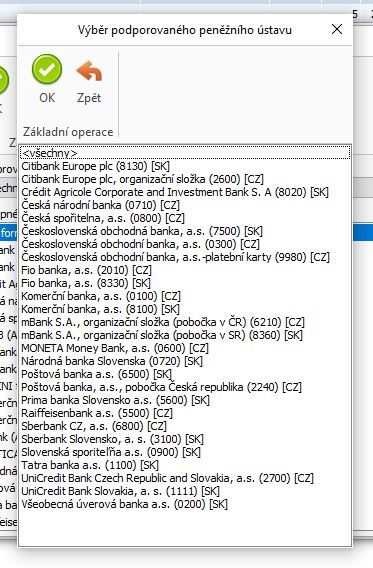 5
25
Výběr podporovaného peněžního ústavu
OK
Zpět
Základní operace
<všechny>
Citibank Europe plc (8130) [SK]
Citibank Europe plc, organizační složka (2600) [CZ]
Crédit Agricole Corporate and Investment Bank S. A (8020) [SK]
Česká národní banka (0710) [CZ]
Česká spořitelna, a.s. (0800) [CZ]
Československá obchodná banka, a.s. (7500) [SK]
Československá obchodní banka, a.s. (0300) [CZ]
Československá obchodní banka, a.s.-platební karty (9980) [CZ]
Fio banka, a.s. (2010) [CZ]
Fio banka, a.s. (8330) [SK]
Komerční banka, a.s. (0100) [CZ]
Komerční banka, a.s. (8100) [SK]
mBank S.A., organizační složka (pobočka v ČR) (6210) [CZ]
mBank S.A., organizační složka (pobočka v SR) (8360) [SK]
MONETA Money Bank, a.s. (0600) [CZ]
Národná banka Slovenska (0720) [SK]
Poštová banka, a.s. (6500) [SK]
Poštová banka, a.s., pobočka Česká republika (2240) [CZ]
Prima banka Slovensko a.s. (5600) [SK]
Raiffeisenbank a.s. (5500) [CZ]
Sberbank CZ, a.s. (6800) [CZ]
Sberbank Slovensko, a. s. (3100) [SK]
Slovenská sporiteľňa a.s. (0900) [SK]
Tatra banka a.s. (1100) [SK]
UniCredit Bank Czech Republic and Slovakia, a.s. (2700) [CZ]
UniCredit Bank Slovakia, a. s. (1111) [SK]
Všeobecná úverová banka a.s. (0200) [SK]